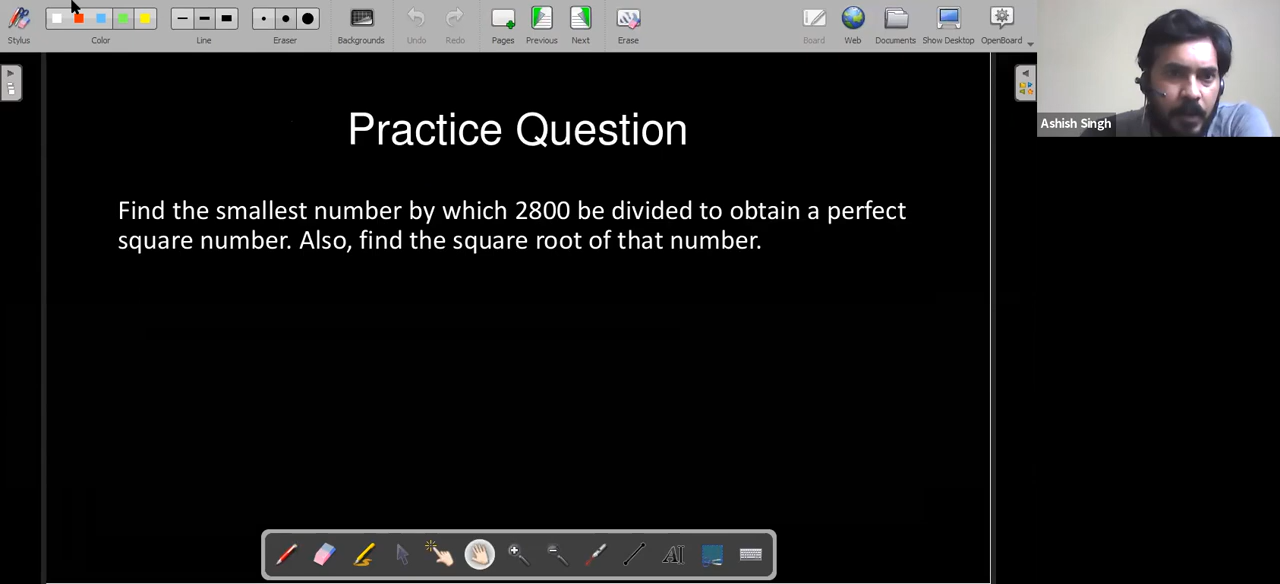 Stylus
Color
Line
Eraser
Backgrounds
Undo
Redo
Pages
Previous
Next
Erase
Board
Web
Documents
Show Desktop
OpenBoard
Ashish Singh
Practice Question
Find the smallest number by which 2800 be divided to obtain a perfect
square number. Also, find the square root of that number.
AI